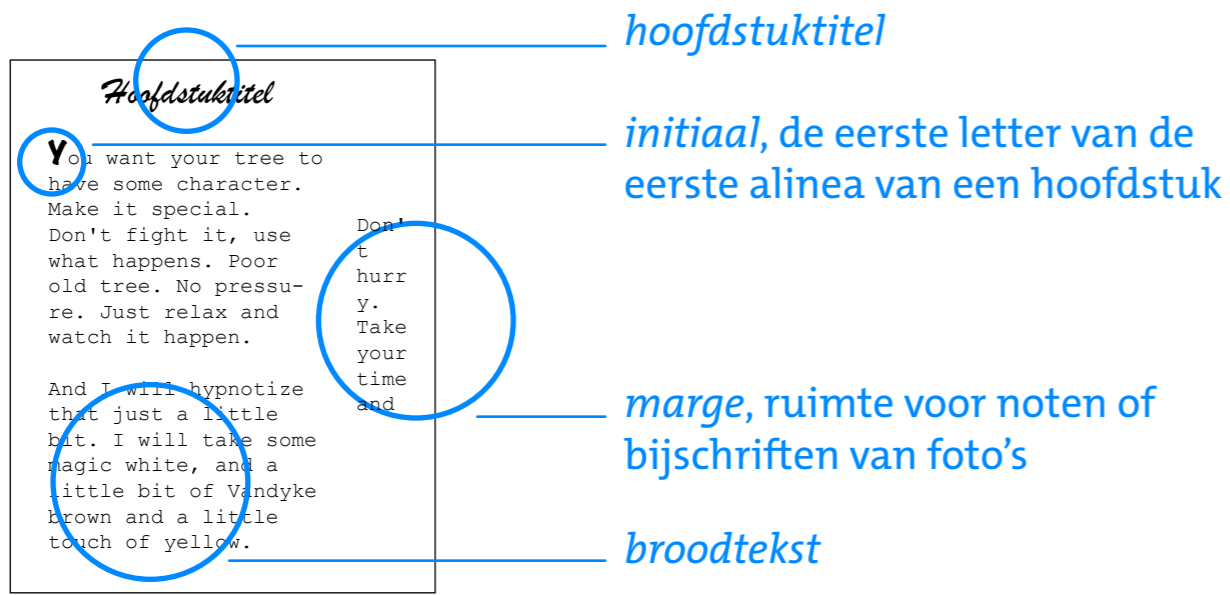 hoofdstuktitel
Hoofdstuktitel
initiaal, de eerste letter van de
eerste alinea van een hoofdstuk
You want your tree to
have some character.
Make it special.
Don't fight it, use
what happens. Poor
old tree. No pressu-
re. Just relax and
watch it happen.
And I will hypnotize
that just a little
bit. I will take some
magic white, and a
little bit of Vandyke
brown and a little
touch of yellow.
Don'
t
hurr
y.
Take
your
time
and
marge, ruimte voor noten of
bijschriften van foto's
broodtekst